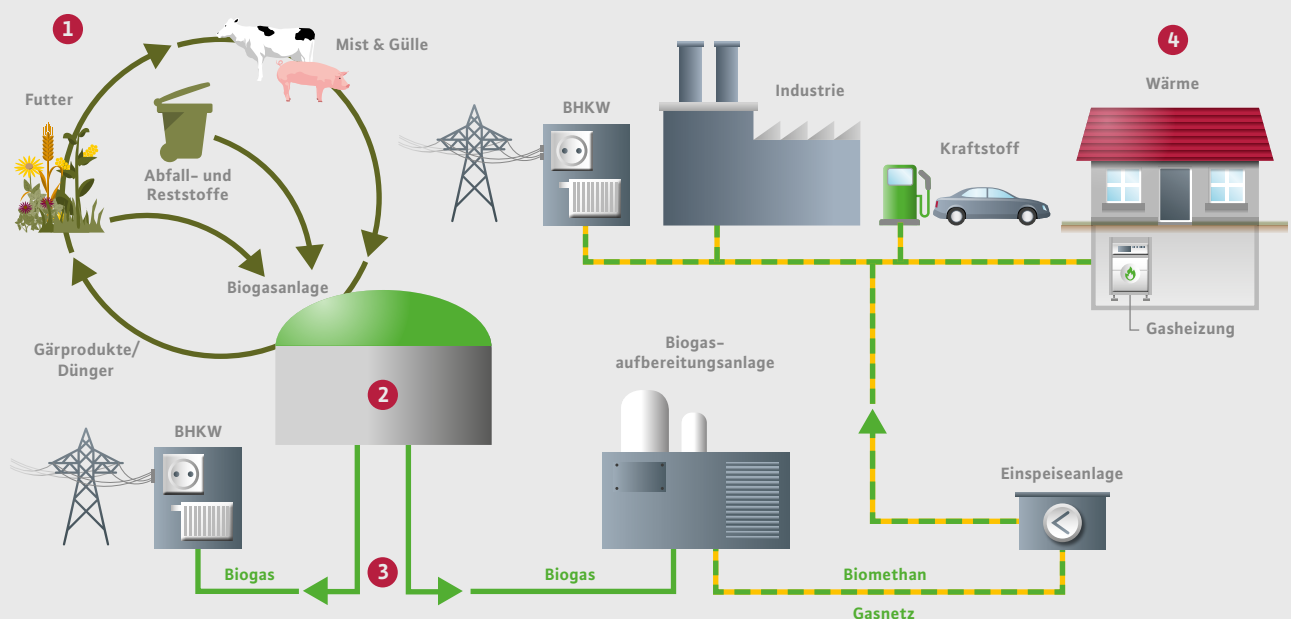 1
Mist & Gülle
Futter
Abfall- und
Reststoffe
Biogasanlage
Gärprodukte/
Dünger
2
BHKW
Biogas
3
Biogas
BHKW
Industrie
Kraftstoff
4
Wärme
Gasheizung
Biogas-
aufbereitungsanlage
Einspeiseanlage
Biomethan
Gasnetz